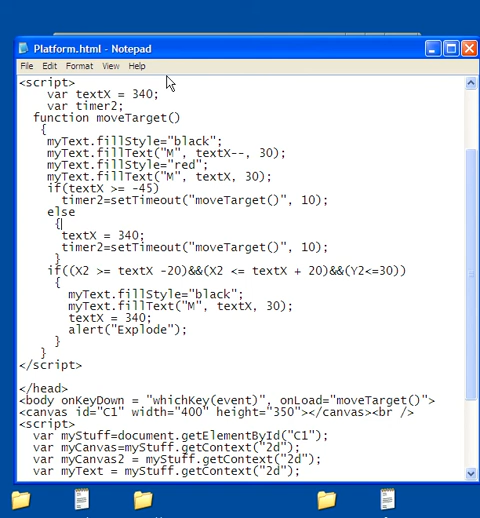 Platform.html - Notepad
File Edit Format View Help
<script>
var textX = 340;
var timer2;
function moveTarget()
{
myText.fillStyle="black";
myText.fillText("M", textX--, 30);
myText.fillStyle="red";
myText.fillText("M", textX, 30);
if(textX >= -45)
timer2=setTimeout("moveTarget()", 10);
else
{
textX = 340;
timer2=setTimeout("moveTarget()", 10);
}
if((X2 >= textX -20)&&(X2 <= textX + 20)&&(Y2<=30))
{
myText.fillStyle="black";
myText.fillText("M", textX, 30);
textX = 340;
alert("Explode");
}
}
</script>
</head>
<body onKeyDown = "whichKey(event)", onLoad="moveTarget()">
<canvas id="C1" width="400" height="350"></canvas><br />
<script>
var myStuff=document.getElementById("C1");
var myCanvas=myStuff.getContext("2d");
var myCanvas2 = myStuff.getContext("2d");
var myText = myStuff.getContext("2d");